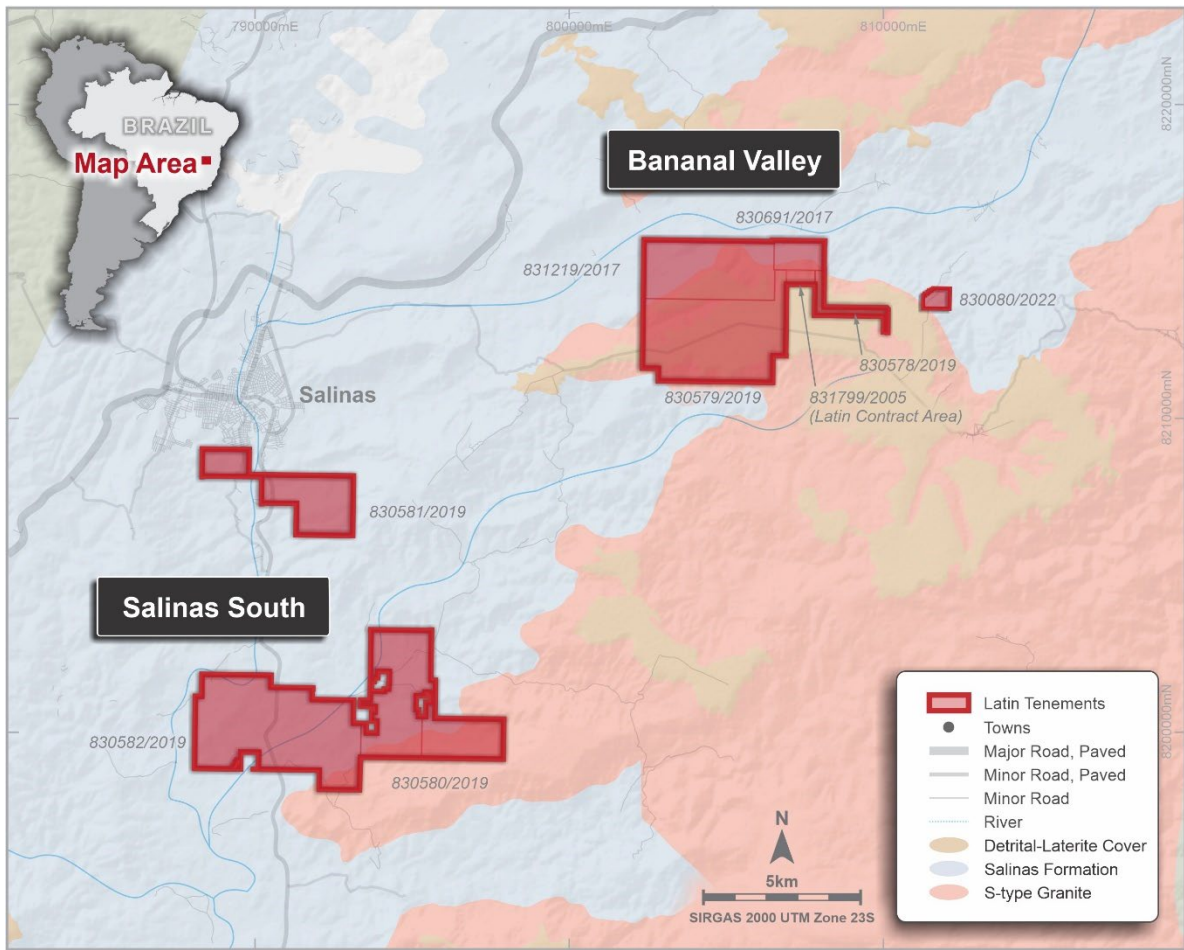 790000mE
800000mE
810000mE
8220000mN
8210000mN
8200000mN
BRAZIL
Map Area
Bananal Valley
830691/2017
831219/2017
830080/2022
830578/2019
830579/2019
831799/2005
(Latin Contract Area)
Salinas
830581/2019
Salinas South
830582/2019
830580/2019
N
5km
SIRGAS 2000 UTM Zone 23S
Latin Tenements
Towns
Major Road, Paved
Minor Road, Paved
Minor Road
River
Detrital-Laterite Cover
Salinas Formation
S-type Granite